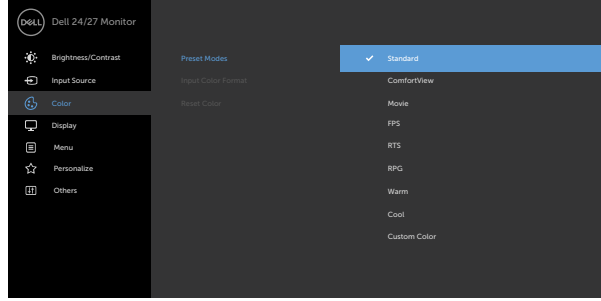 DELL Dell 24/27 Monitor
Brightness/Contrast Preset Modes Standard
Input Source Input Color Format ComfortView
Color Reset Color Movie
Display FPS
Menu RTS
Personalize RPG
Others Warm
Cool
Custom Color